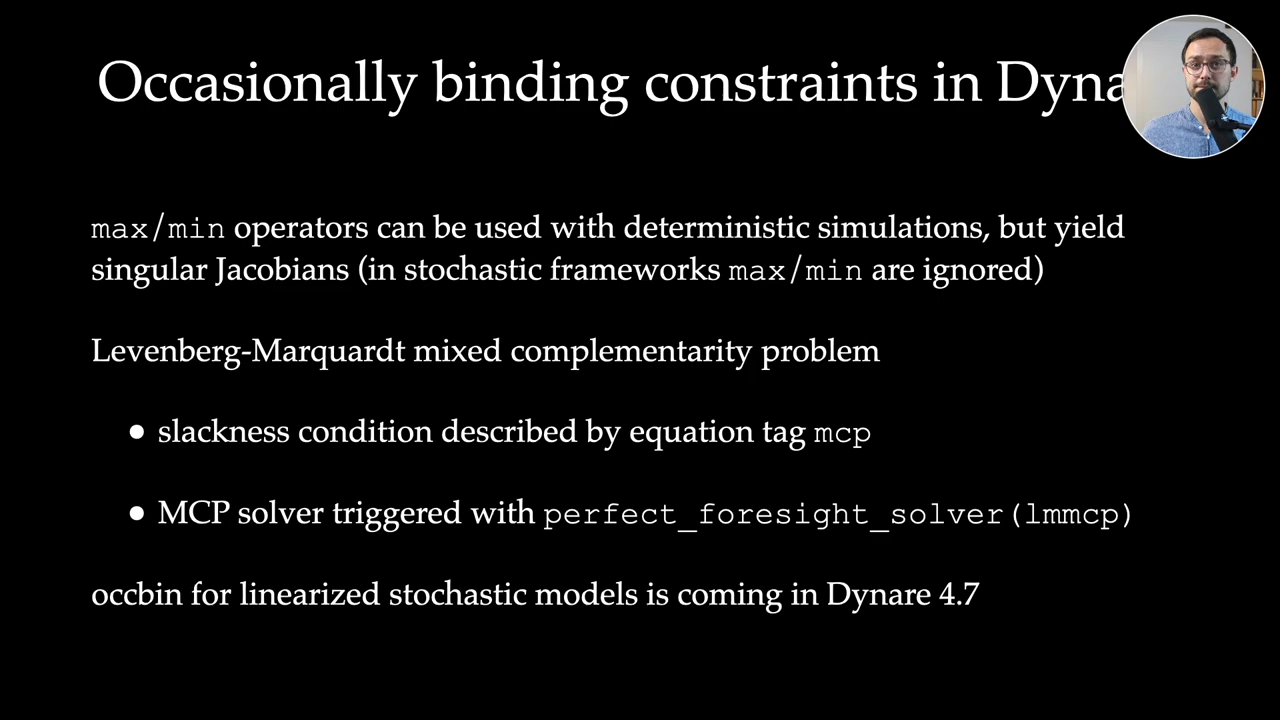 Occasionally binding constraints in Dyna
max/min operators can be used with deterministic simulations, but yield
singular Jacobians (in stochastic frameworks max/min are ignored)
Levenberg-Marquardt mixed complementarity problem
• slackness condition described by equation tag mcp
• MCP solver triggered with perfect_foresight_solver(lmmcp)
occbin for linearized stochastic models is coming in Dynare 4.7